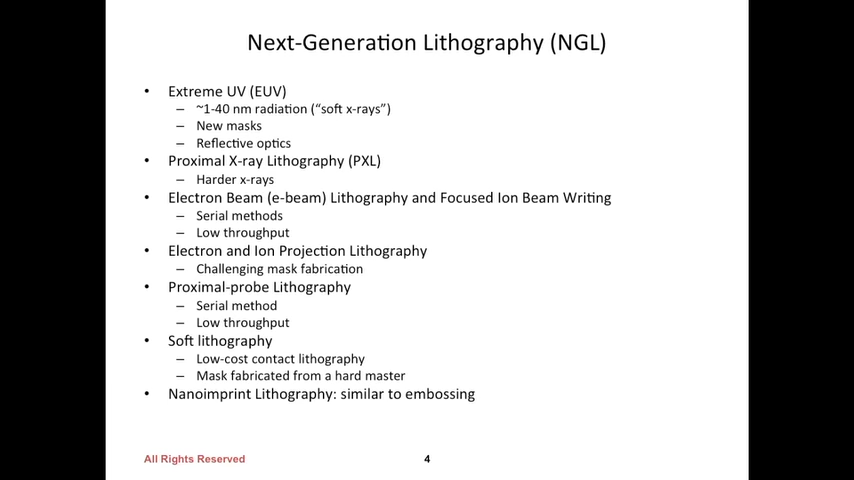 Next-Generation Lithography (NGL)
• Extreme UV (EUV)
– ~1-40 nm radiation (“soft x-rays”)
– New masks
– Reflective optics
• Proximal X-ray Lithography (PXL)
– Harder x-rays
• Electron Beam (e-beam) Lithography and Focused Ion Beam Writing
– Serial methods
– Low throughput
• Electron and Ion Projection Lithography
– Challenging mask fabrication
• Proximal-probe Lithography
– Serial method
– Low throughput
• Soft lithography
– Low-cost contact lithography
– Mask fabricated from a hard master
• Nanoimprint Lithography: similar to embossing
All Rights Reserved 4